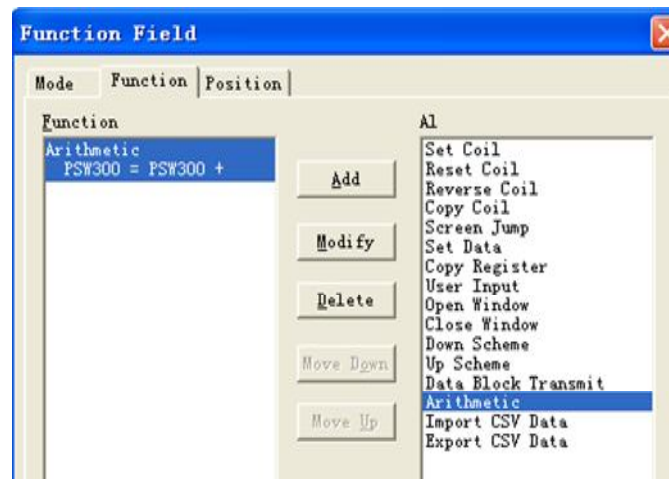 Function Field
Mode Function Position
Function
Arithmetic
PSW300 = PSW300 +
Add
Modify
Delete
Move Down
Move Up
Al
Set Coil
Reset Coil
Reverse Coil
Copy Coil
Screen Jump
Set Data
Copy Register
User Input
Open Window
Close Window
Down Scheme
Up Scheme
Data Block Transmit
Arithmetic
Import CSV Data
Export CSV Data